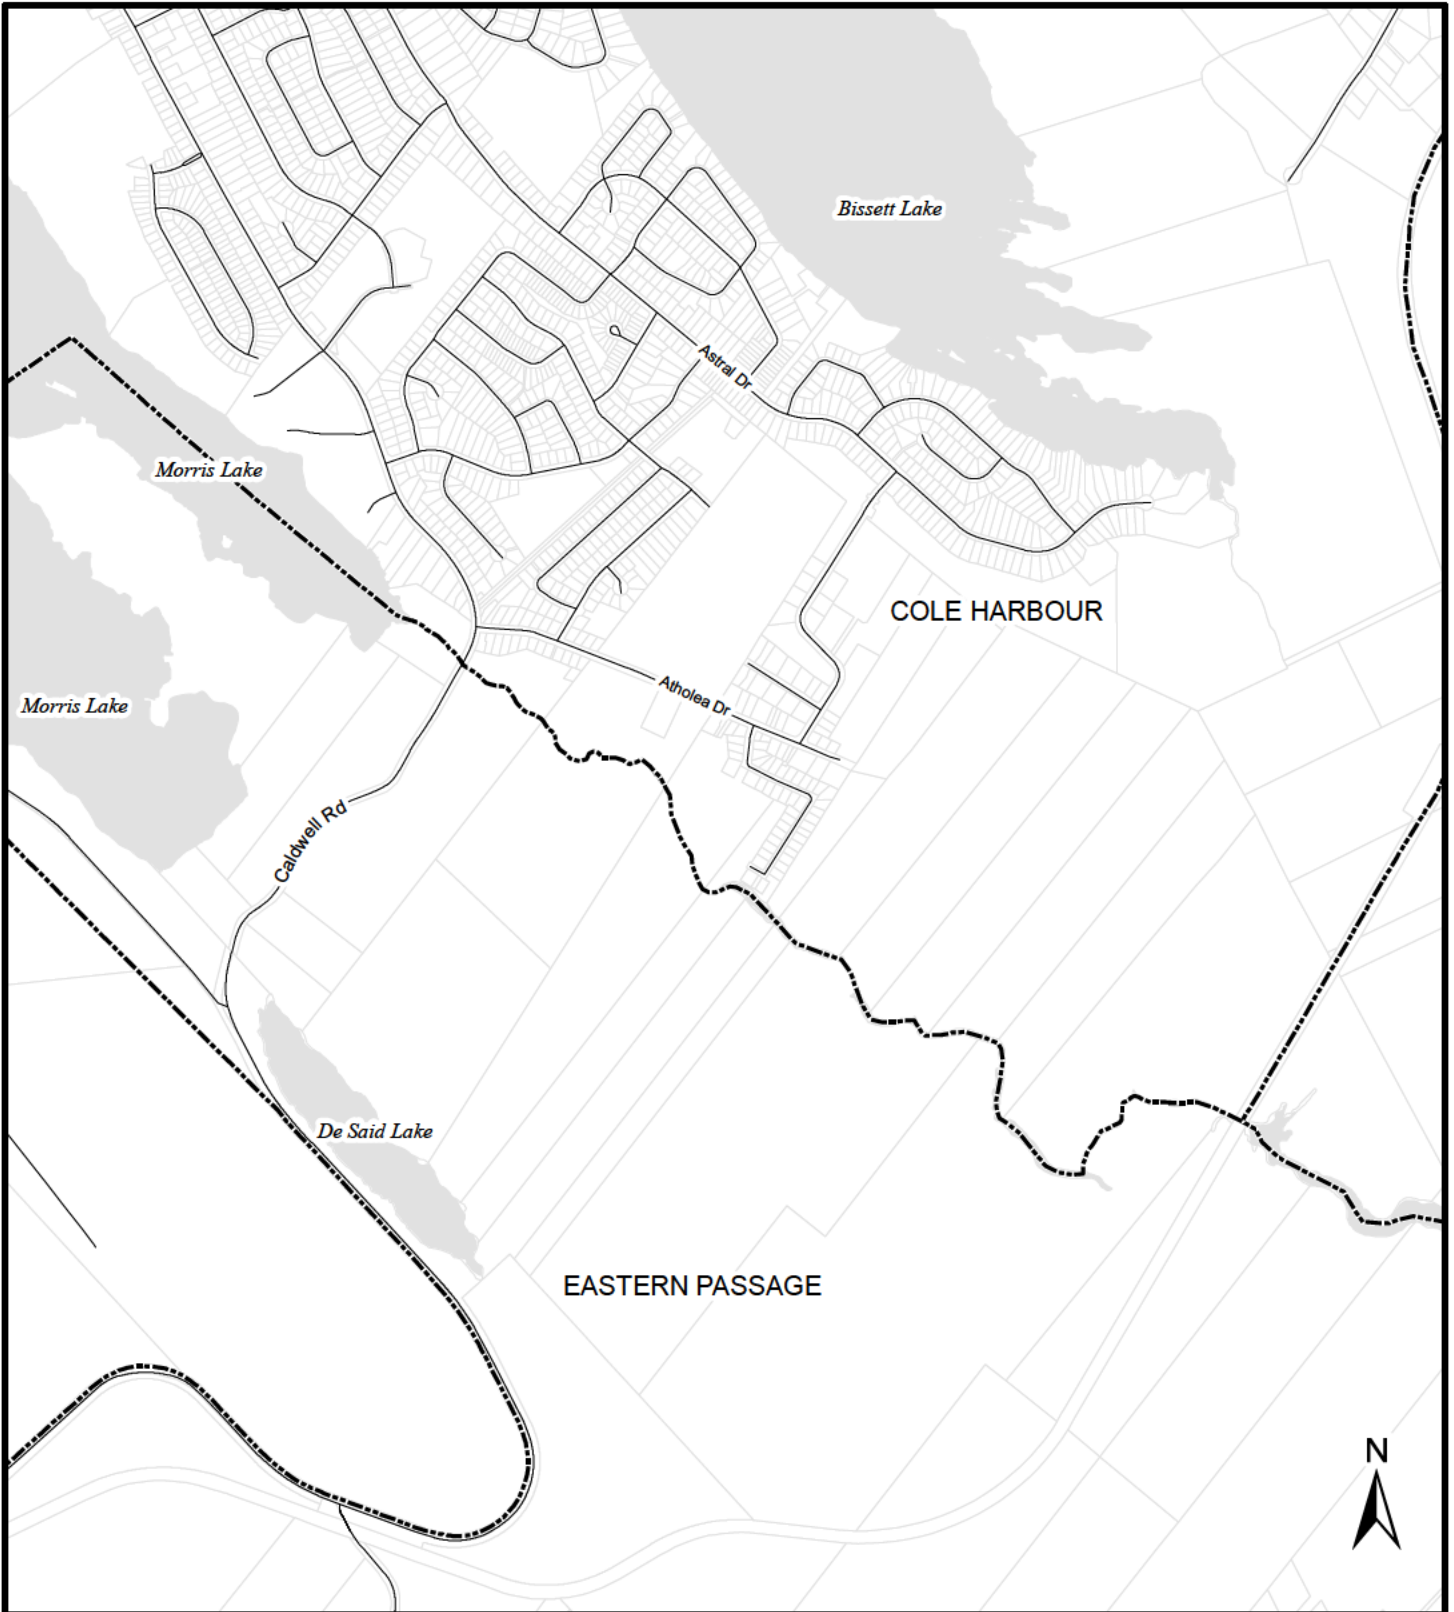 Bissett Lake
Astral Dr
Morris Lake
COLE HARBOUR
Atholea Dr
Morris Lake
Caldwell Rd
De Said Lake
EASTERN PASSAGE
N